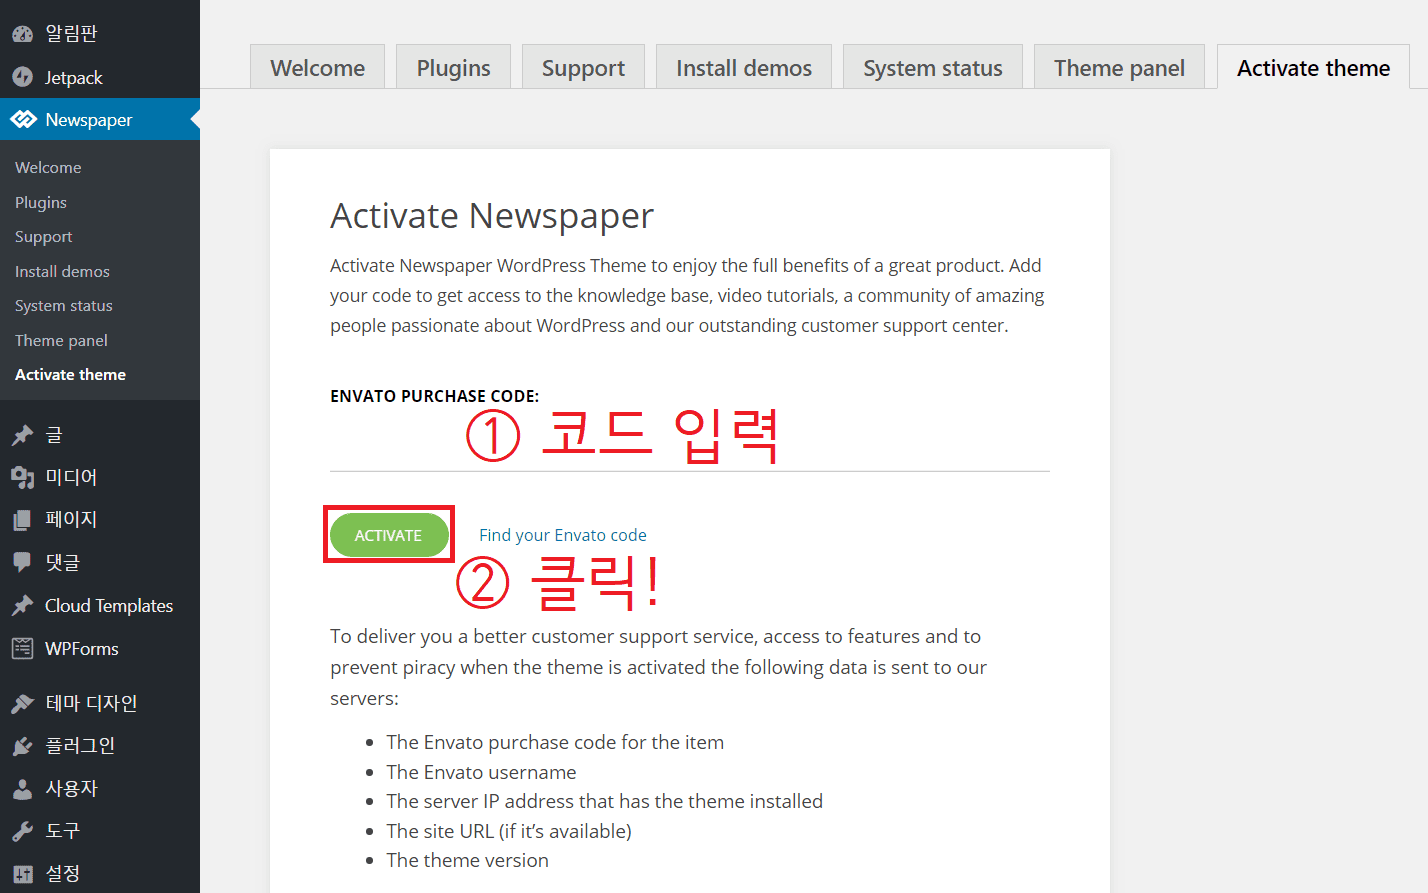 알림판
Jetpack
Newspaper
Welcome
Plugins
Support
Install demos
System status
Theme panel
Activate theme
글
미디어
페이지
댓글
Cloud Templates
WPForms
테마 디자인
플러그인
사용자
도구
설정
Welcome
Plugins
Support
Install demos
System status
Theme panel
Activate theme
Activate Newspaper
Activate Newspaper WordPress Theme to enjoy the full benefits of a great product. Add
your code to get access to the knowledge base, video tutorials, a community of amazing
people passionate about WordPress and our outstanding customer support center.
ENVATO PURCHASE CODE:
① 코드 입력
ACTIVATE
Find your Envato code
② 클릭!
To deliver you a better customer support service, access to features and to
prevent piracy when the theme is activated the following data is sent to our
servers:
• The Envato purchase code for the item
• The Envato username
• The server IP address that has the theme installed
• The site URL (if it’s available)
• The theme version